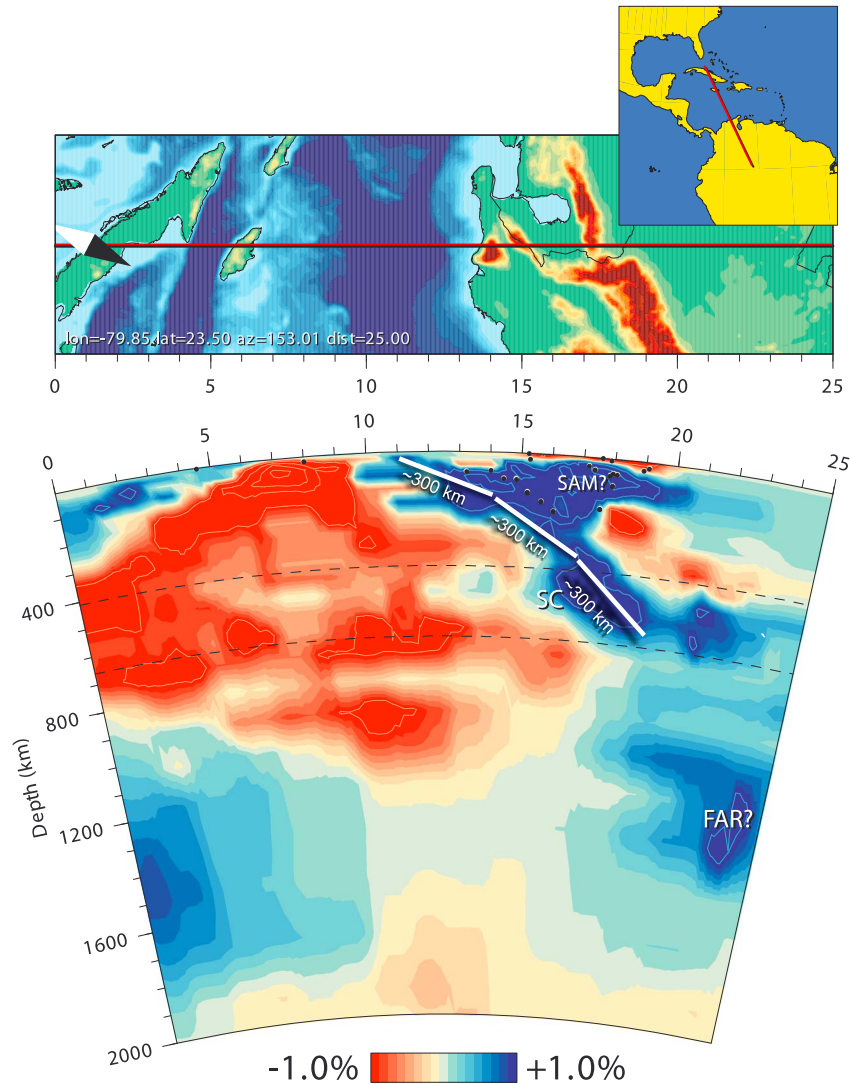 lon=-79.85 lat=23.50 az=153.01 dist=25.00
0 5 10 15 20 25
0 5 10 15 20 25
SAM?
~300 km
~300 km
~300 km
SC
FAR?
400
800
1200
1600
2000
Depth (km)
-1.0% +1.0%